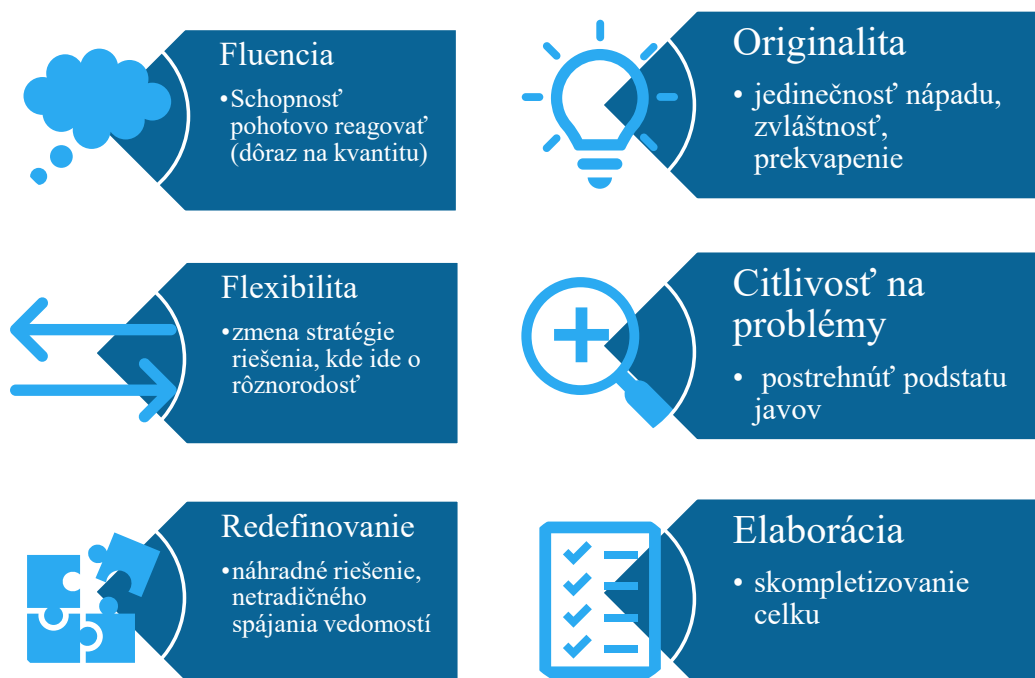 Fluencia
•Schopnosť
pohotovo reagovať
(dôraz na kvantitu)
Originalita
• jedinečnosť nápadu,
zvláštnosť,
prekvapenie
Flexibilita
•zmena stratégie
riešenia, kde ide o
rôznorodosť
Citlivosť na
problémy
• postrehnúť podstatu
javov
Redefinovanie
•náhradné riešenie,
netradičného
spájania vedomostí
Elaborácia
• skompletizovanie
celku